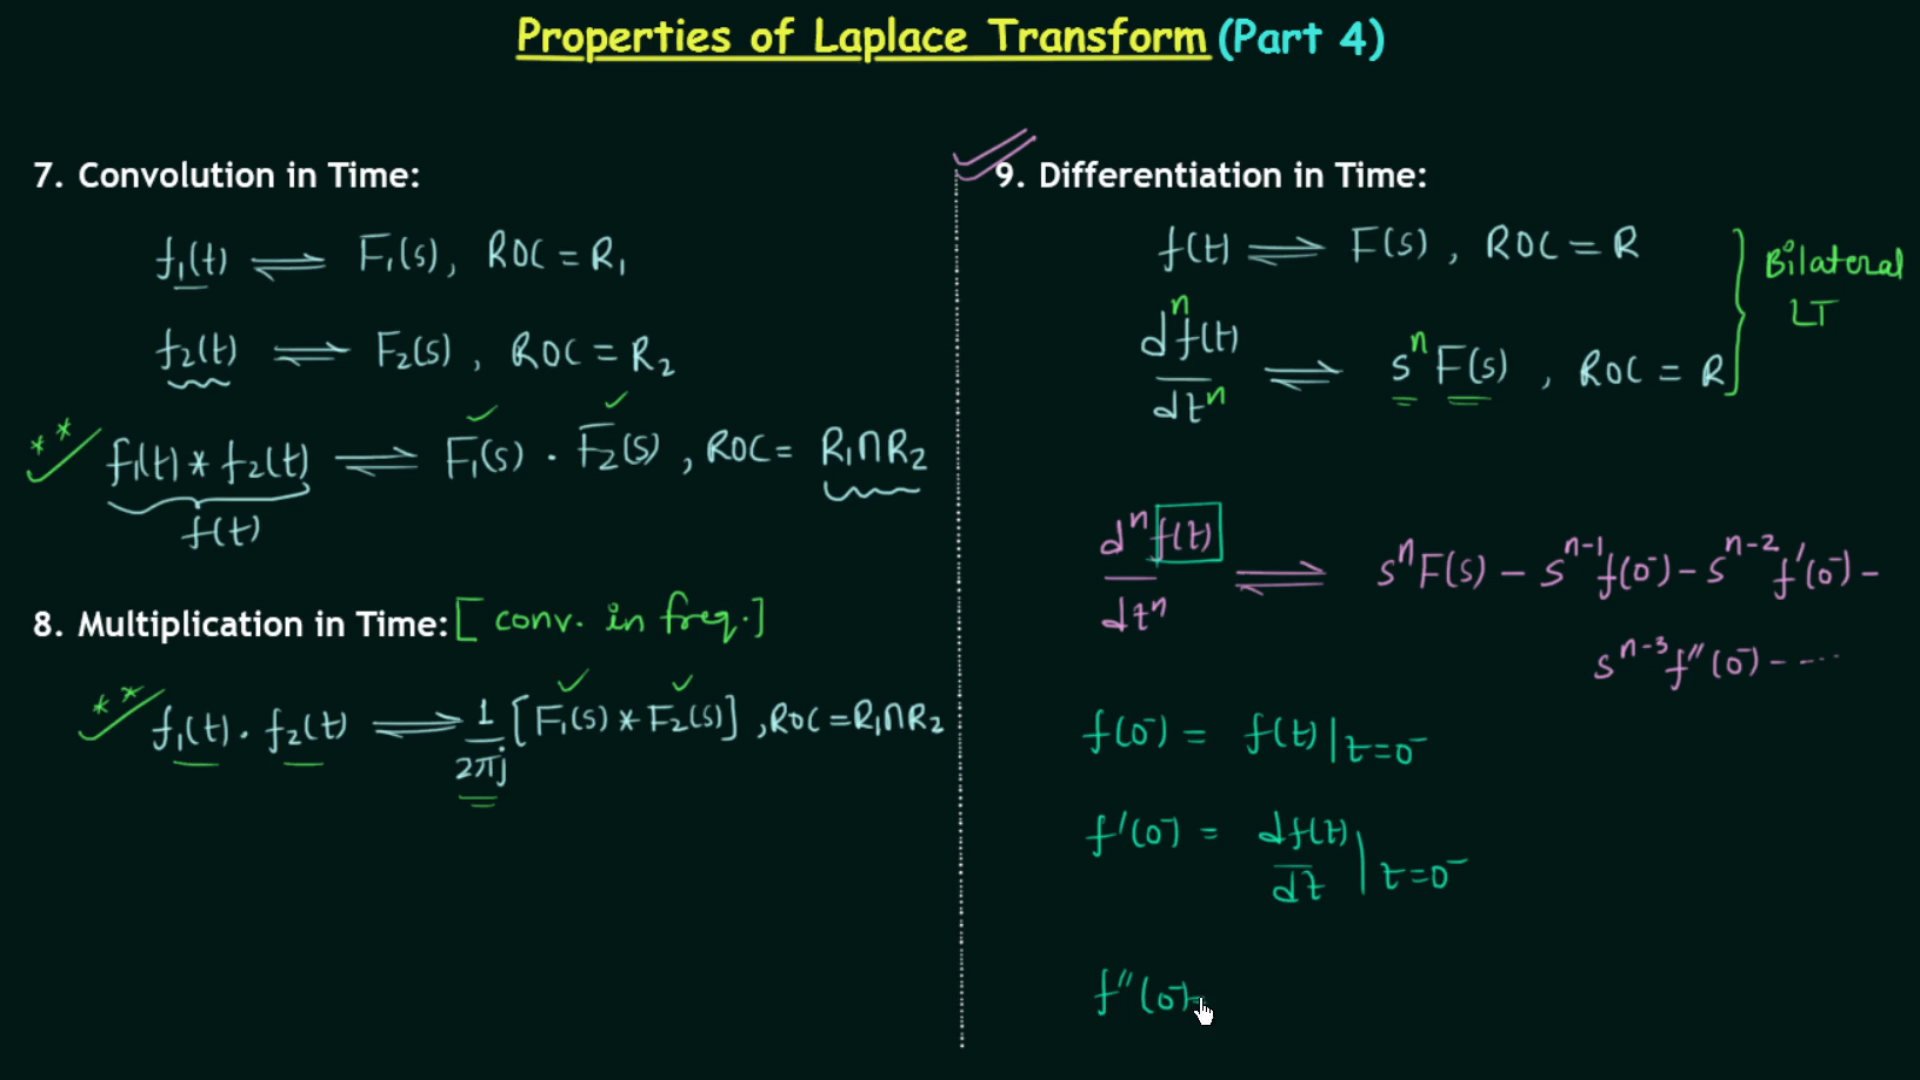 Properties of Laplace Transform (Part 4)
7. Convolution in Time:
f₁(t) ⇌ F₁(s), ROC = R₁
f₂(t) ⇌ F₂(s), ROC = R₂
** f₁(t) * f₂(t) ⇌ F₁(s) · F₂(s), ROC = R₁∩R₂
f(t)
8. Multiplication in Time: [conv. in freq.]
** f₁(t) · f₂(t) ⇌ 1/2πj [F₁(s) * F₂(s)], ROC = R₁∩R₂
9. Differentiation in Time:
f(t) ⇌ F(s), ROC = R
dⁿf(t)/dtⁿ ⇌ sⁿ F(s), ROC = R
} Bilateral
LT
dⁿf(t)/dtⁿ ⇌ sⁿF(s) – sⁿ⁻¹f(0⁻) – sⁿ⁻²f′(0⁻) –
sⁿ⁻³f″(0⁻) – ----
f(0⁻) = f(t)|t=0⁻
f′(0⁻) = df(t)/dt|t=0⁻
f″(0⁻)